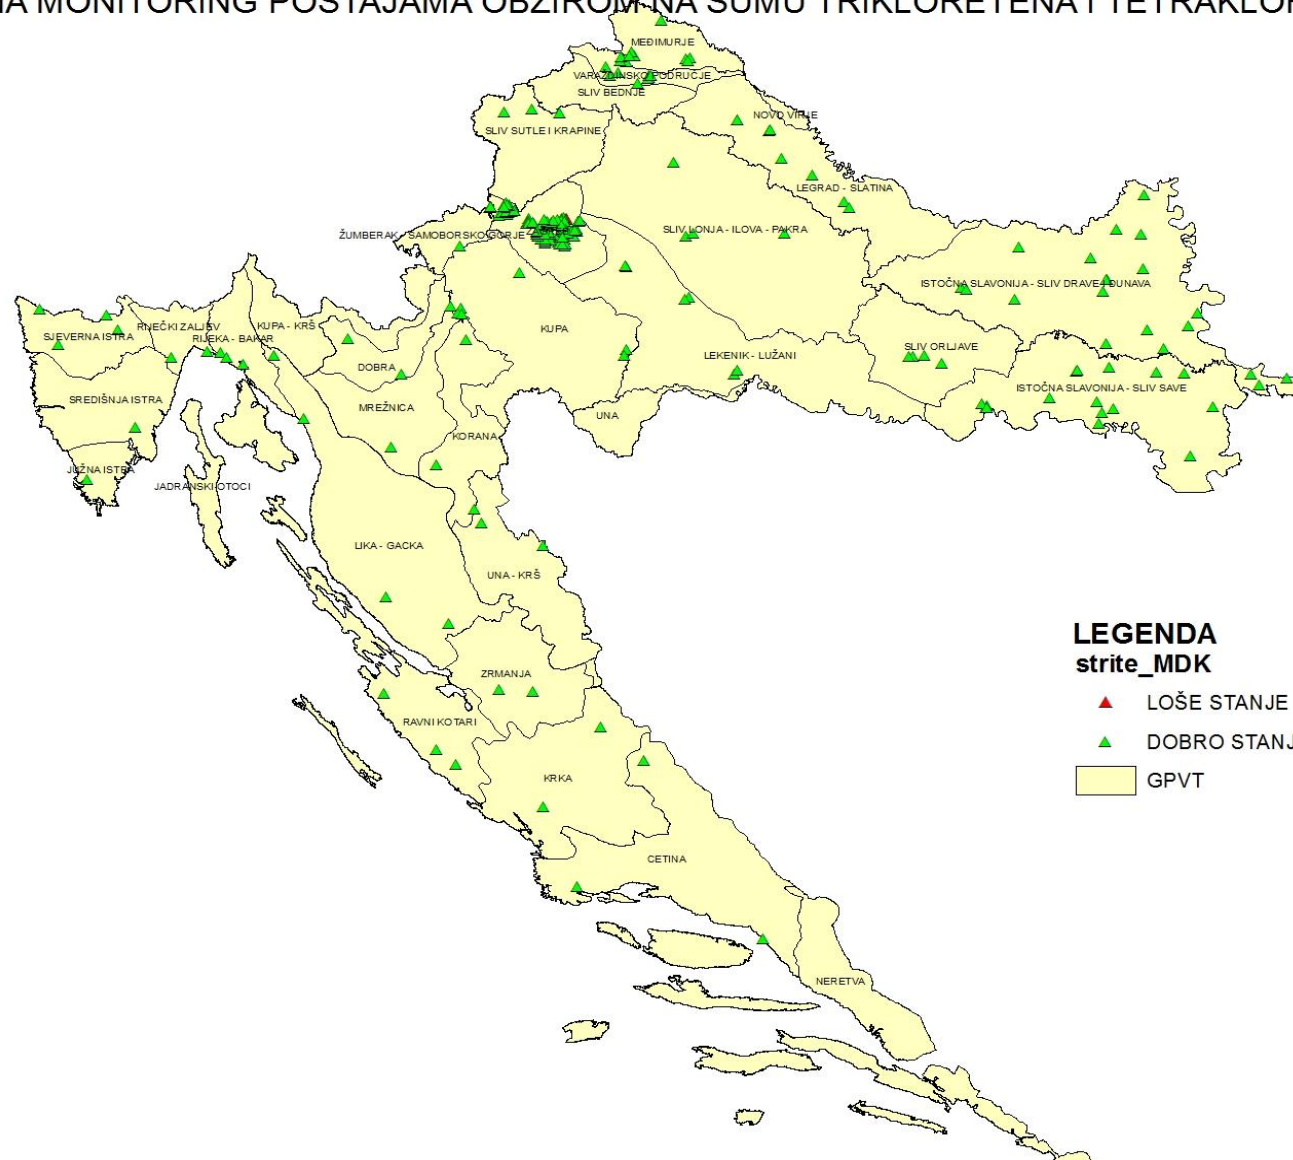 MA MONITORING POSTAJAMA OBZIROM NA SUMU TRIKLORETENA I TETRAKLOR
MEĐIMURJE
VARAŽDINSKO PODRUČJE
SLIV BEDNJE
NOVO VIRJE
SLIV SUTLE I KRAPINE
LEGRAD - SLATINA
ŽUMBERAK - SAMOBORSKO GORJE
SLIV LONJA - ILOVA - PAKRA
ISTOČNA SLAVONIJA - SLIV DRAVE I DUNAVA
SJEVERNA ISTRA
RIJEČKI ZALJEV
RIJEKA - BAKAR
KUPA - KRŠ
KUPA
LEKENIK - LUŽANI
SLIV ORLJAVE
DOBRA
ISTOČNA SLAVONIJA - SLIV SAVE
SREDIŠNJA ISTRA
MREŽNICA
UNA
KORANA
JUŽNA ISTRA
JADRANSKI OTOCI
LIKA - GACKA
UNA - KRŠ
LEGENDA
strite_MDK
LOŠE STANJE
DOBRO STANJ
GPVT
ZRMANJA
RAVNI KOTARI
KRKA
CETINA
NERETVA